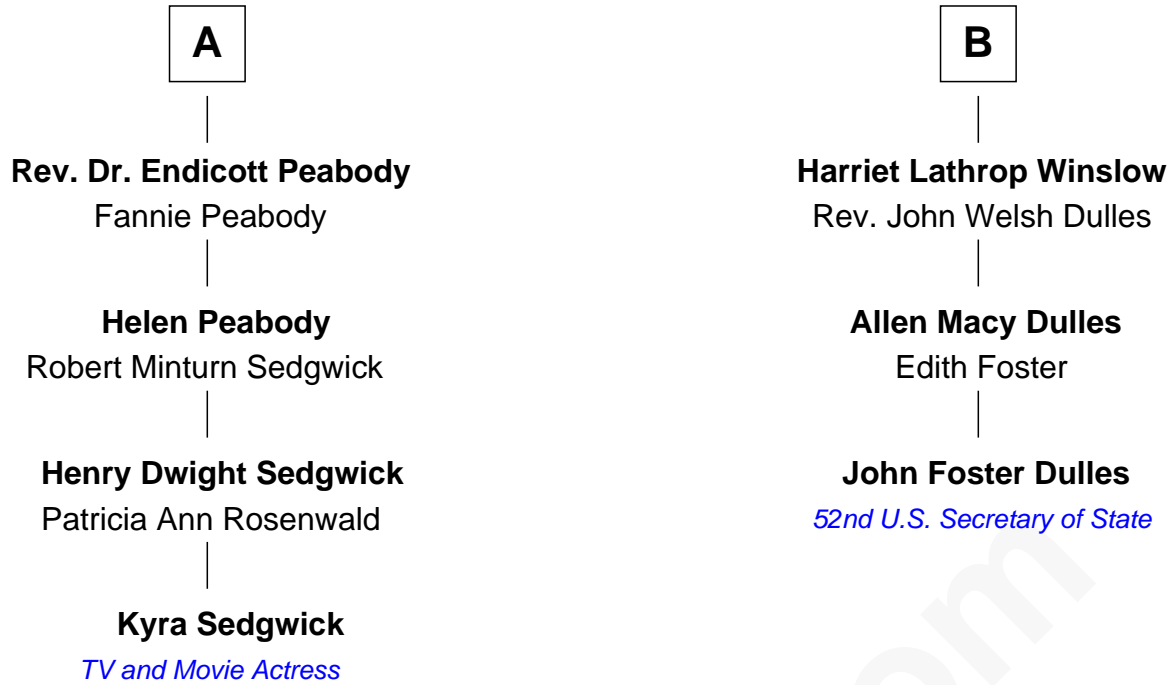 A
Rev. Dr. Endicott Peabody
Fannie Peabody
Helen Peabody
Robert Minturn Sedgwick
Henry Dwight Sedgwick
Patricia Ann Rosenwald
Kyra Sedgwick
TV and Movie Actress
B
Harriet Lathrop Winslow
Rev. John Welsh Dulles
Allen Macy Dulles
Edith Foster
John Foster Dulles
52nd U.S. Secretary of State
om